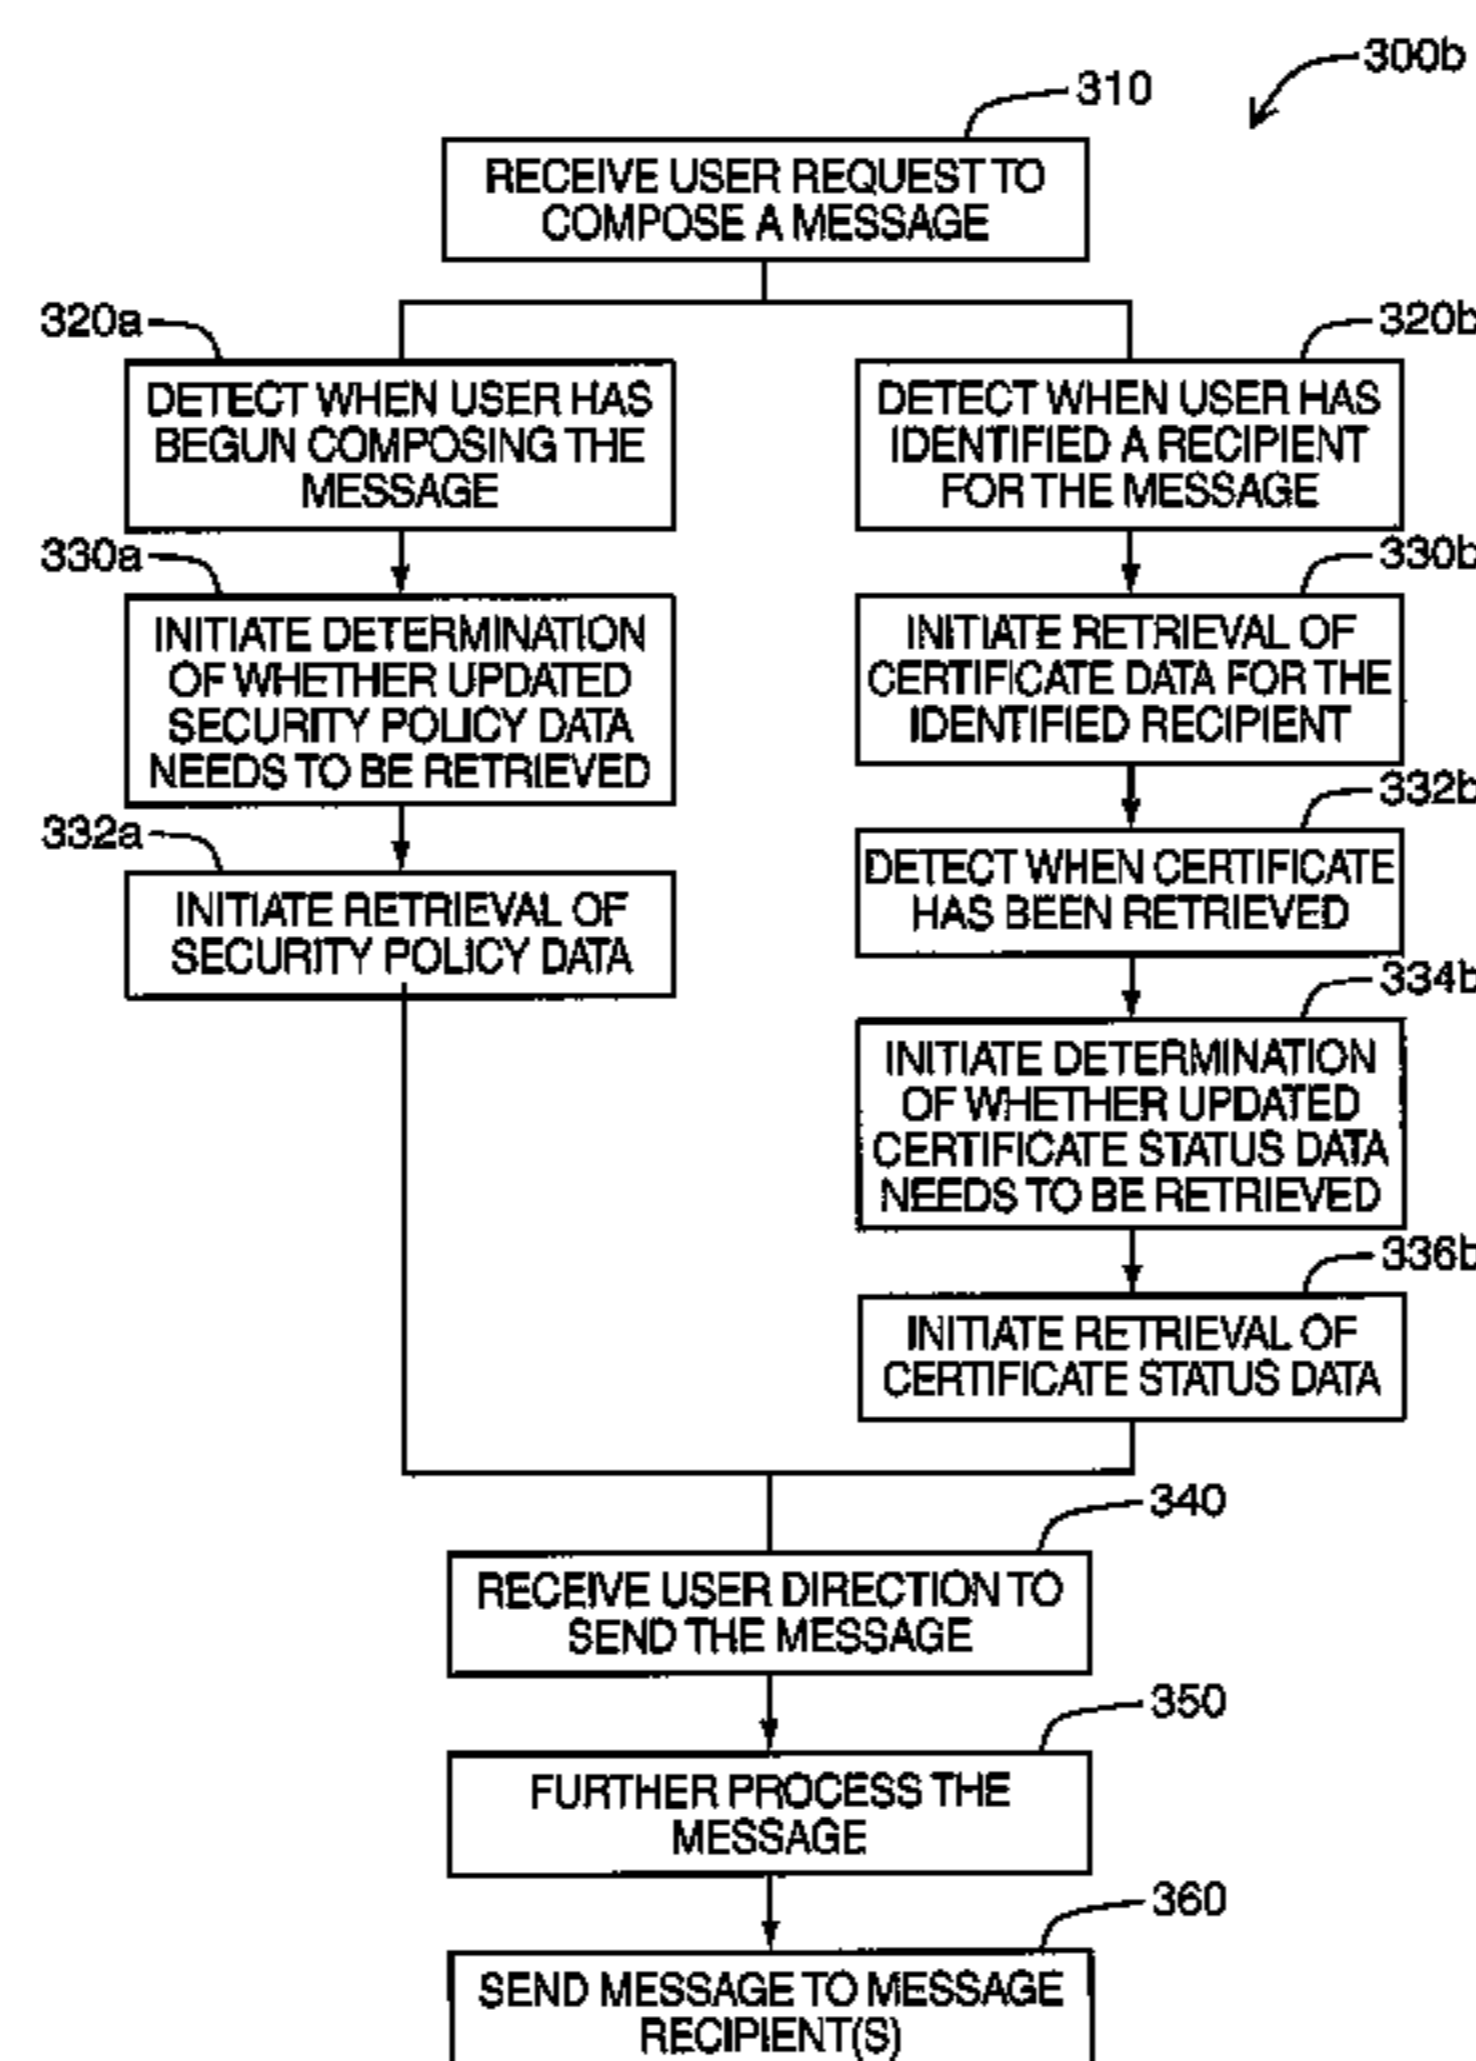 300b
310
RECEIVE USER REQUEST TO
COMPOSE A MESSAGE
320a
DETECT WHEN USER HAS
BEGUN COMPOSING THE
MESSAGE
330a
INITIATE DETERMINATION
OF WHETHER UPDATED
SECURITY POLICY DATA
NEEDS TO BE RETRIEVED
332a
INITIATE RETRIEVAL OF
SECURITY POLICY DATA
320b
DETECT WHEN USER HAS
IDENTIFIED A RECIPIENT
FOR THE MESSAGE
330b
INITIATE RETRIEVAL OF
CERTIFICATE DATA FOR THE
IDENTIFIED RECIPIENT
332b
DETECT WHEN CERTIFICATE
HAS BEEN RETRIEVED
334b
INITIATE DETERMINATION
OF WHETHER UPDATED
CERTIFICATE STATUS DATA
NEEDS TO BE RETRIEVED
336b
INITIATE RETRIEVAL OF
CERTIFICATE STATUS DATA
340
RECEIVE USER DIRECTION TO
SEND THE MESSAGE
350
FURTHER PROCESS THE
MESSAGE
360
SEND MESSAGE TO MESSAGE
RECIPIENT(S)